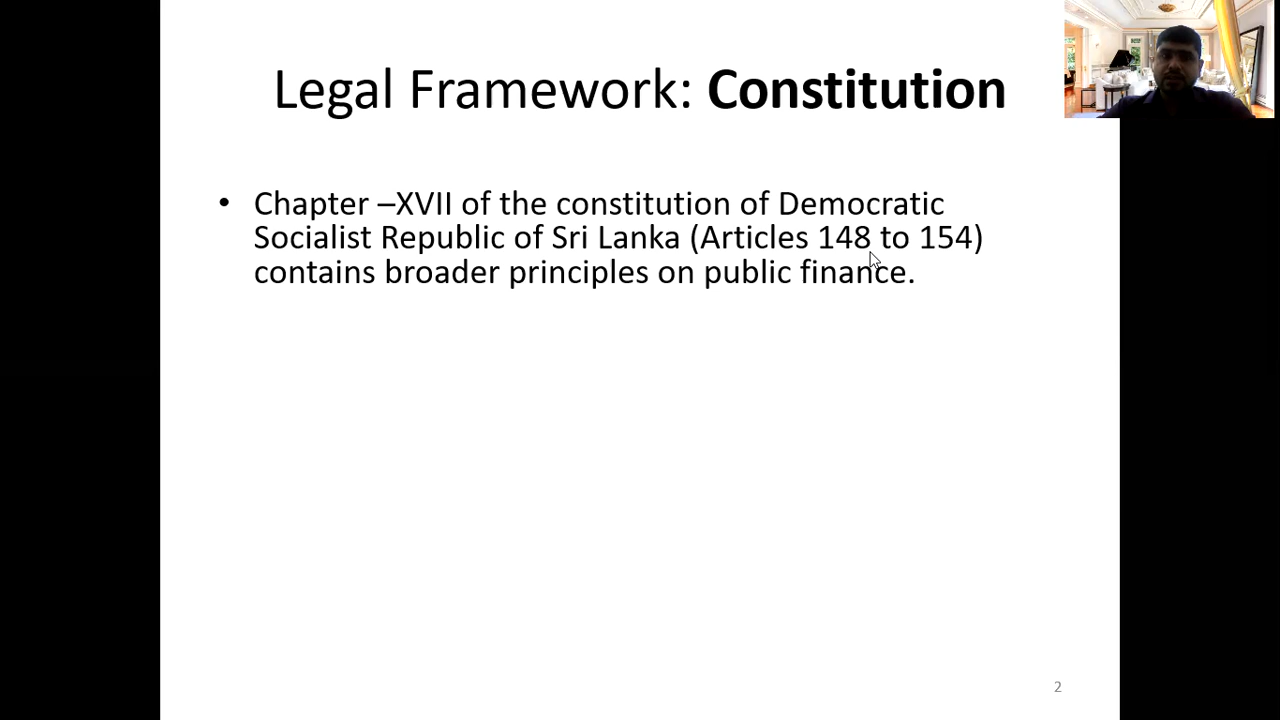 Legal Framework: Constitution
• Chapter –XVII of the constitution of Democratic
Socialist Republic of Sri Lanka (Articles 148 to 154)
contains broader principles on public finance.
2